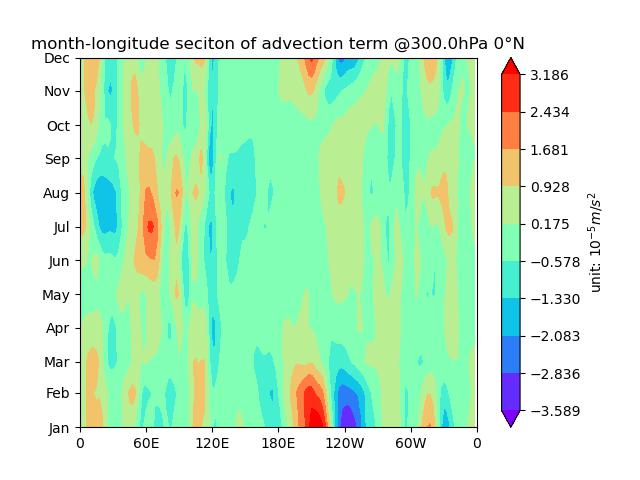 month-longitude seciton of advection term @300.0hPa 0°N
Dec
Nov
Oct
Sep
Aug
Jul
Jun
May
Apr
Mar
Feb
Jan
0 60E 120E 180E 120W 60W 0
3.186
2.434
1.681
0.928
0.175
−0.578
−1.330
−2.083
−2.836
−3.589
unit: 10⁻⁵m/s²